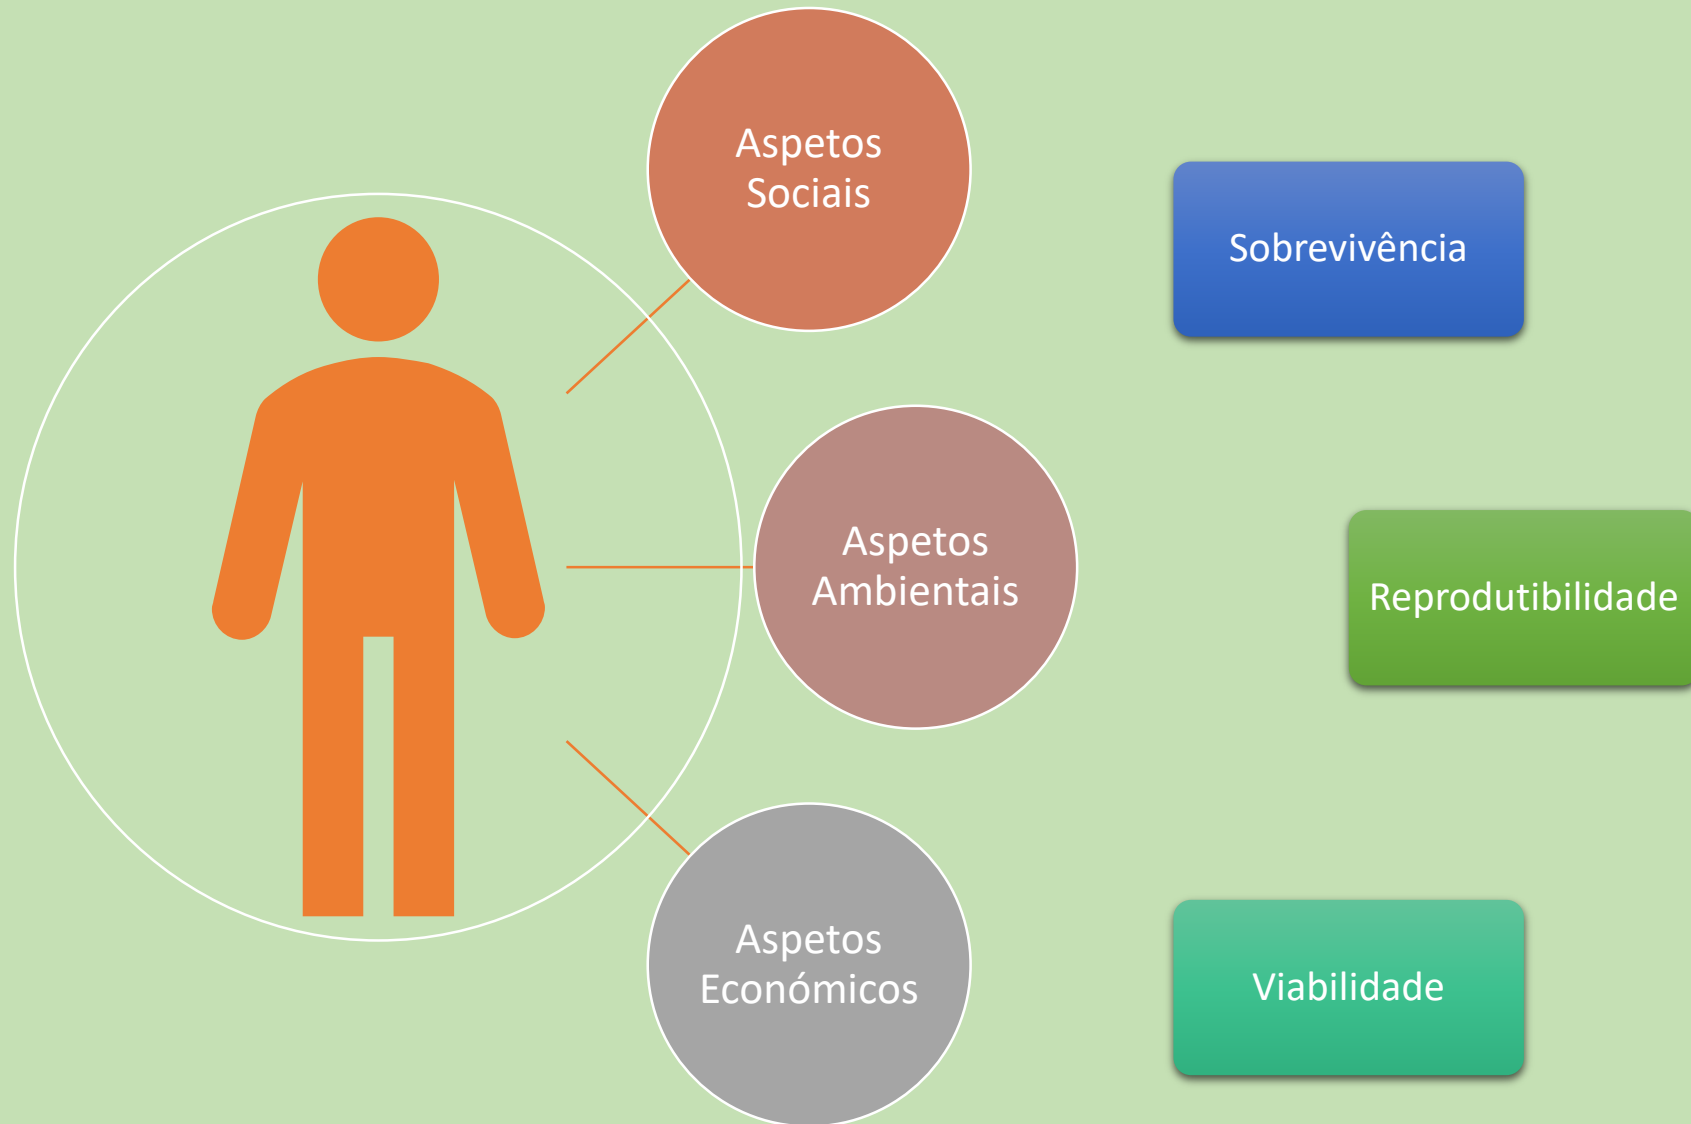 Aspetos
Sociais
Sobrevivência
Aspetos
Ambientais
Reprodutibilidade
Aspetos
Económicos
Viabilidade